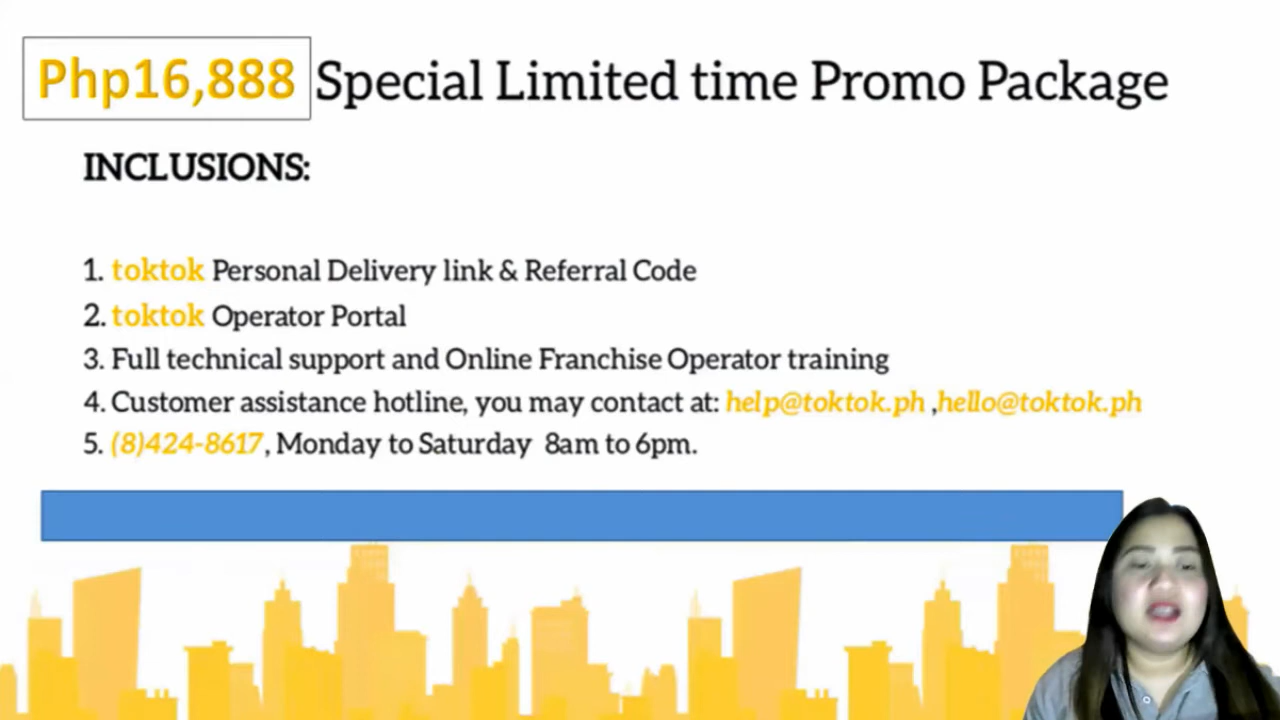 Php16,888 Special Limited time Promo Package
INCLUSIONS:
1. toktok Personal Delivery link & Referral Code
2. toktok Operator Portal
3. Full technical support and Online Franchise Operator training
4. Customer assistance hotline, you may contact at: help@toktok.ph ,hello@toktok.ph
5. (8)424-8617, Monday to Saturday 8am to 6pm.